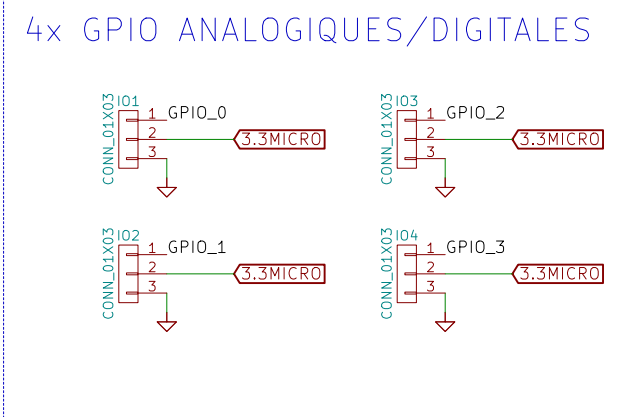 4x GPIO ANALOGIQUES/DIGITALES
IO1
CONN_01X03
1 GPIO_0
2 3.3MICRO
3
IO3
CONN_01X03
1 GPIO_2
2 3.3MICRO
3
IO2
CONN_01X03
1 GPIO_1
2 3.3MICRO
3
IO4
CONN_01X03
1 GPIO_3
2 3.3MICRO
3